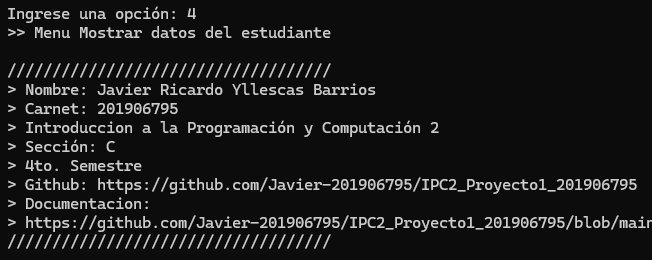 Ingrese una opción: 4
>> Menu Mostrar datos del estudiante
////////////////////////////////////
> Nombre: Javier Ricardo Yllescas Barrios
> Carnet: 201906795
> Introduccion a la Programación y Computación 2
> Sección: C
> 4to. Semestre
> Github: https://github.com/Javier-201906795/IPC2_Proyecto1_201906795
> Documentacion:
> https://github.com/Javier-201906795/IPC2_Proyecto1_201906795/blob/main
////////////////////////////////////